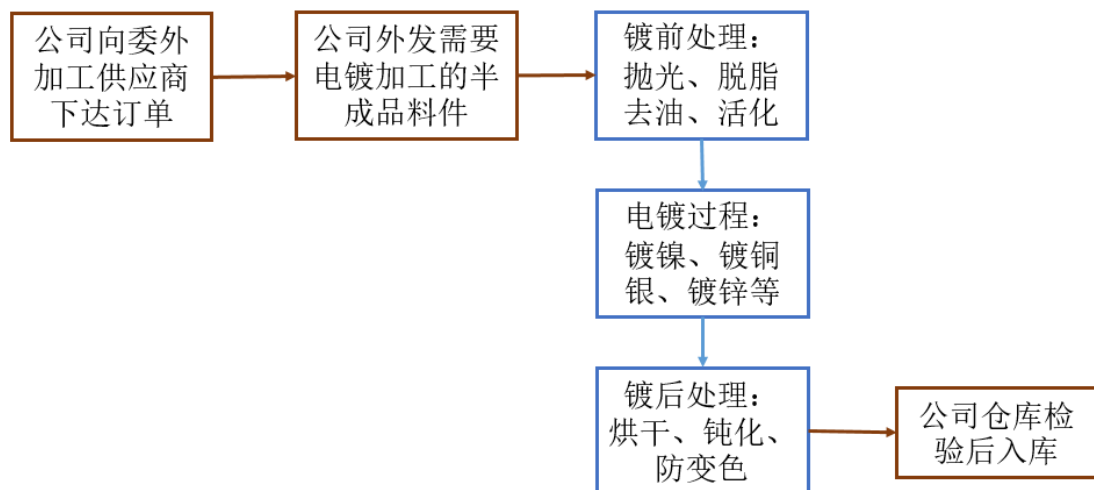 公司向委外
加工供应商
下达订单
公司外发需要
电镀加工的半
成品料件
镀前处理：
抛光、脱脂
去油、活化
电镀过程：
镀镍、镀铜
银、镀锌等
镀后处理：
烘干、钝化、
防变色
公司仓库检
验后入库